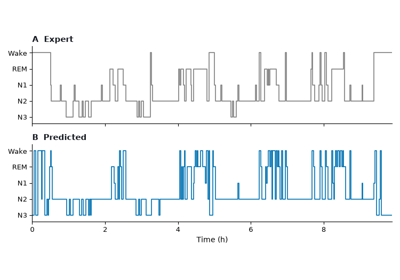 A Expert
Wake
REM
N1
N2
N3
B Predicted
Wake
REM
N1
N2
N3
0 2 4 6 8
Time (h)